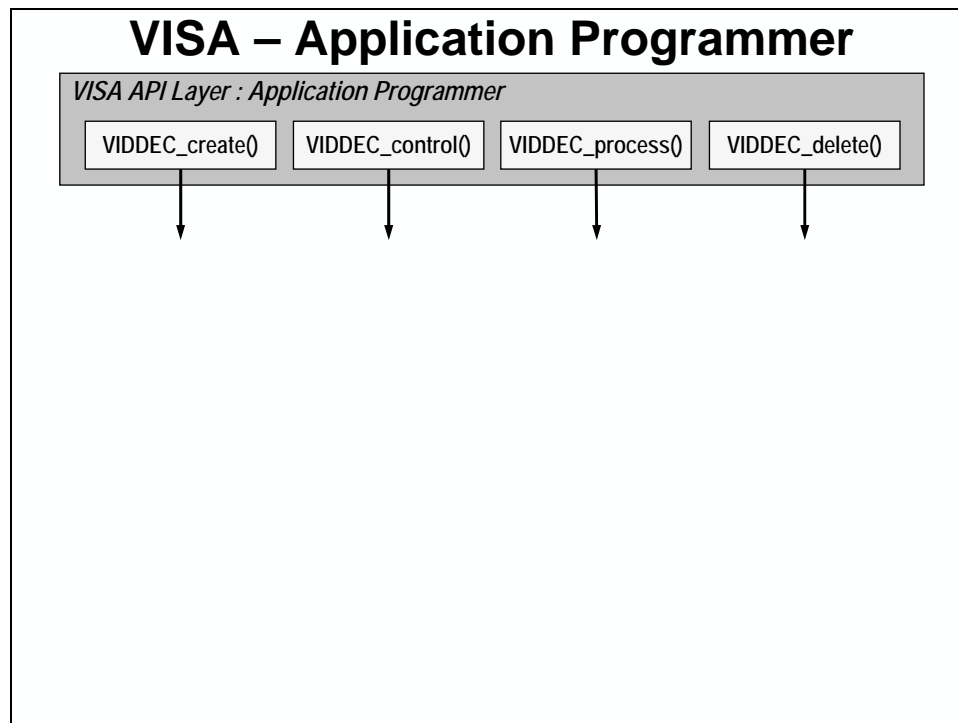 VISA – Application Programmer
VISA API Layer : Application Programmer
VIDDEC_create() VIDDEC_control() VIDDEC_process() VIDDEC_delete()